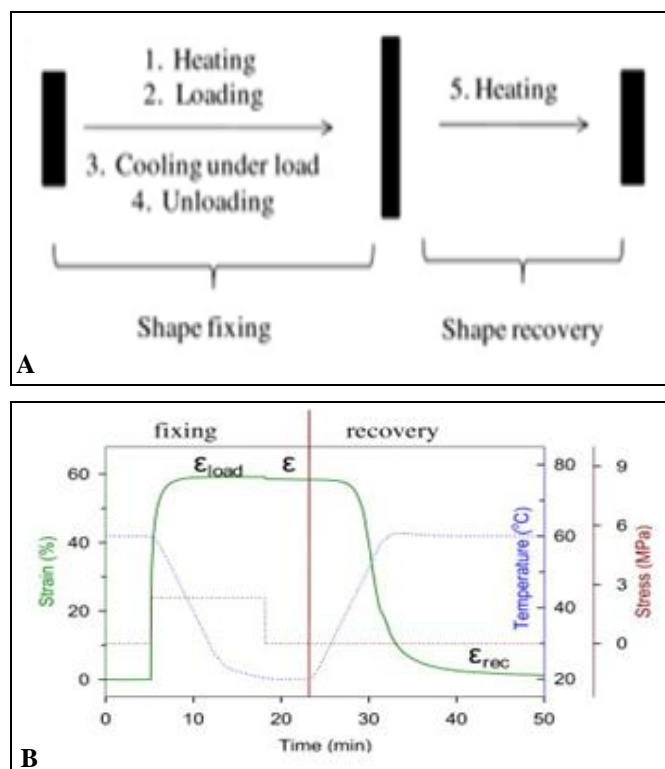 1. Heating
2. Loading
3. Cooling under load
4. Unloading
5. Heating
Shape fixing
Shape recovery
A
fixing
recovery
εload
ε
εrec
Strain (%)
60
40
20
0
Temperature (°C)
80
60
40
20
Stress (MPa)
9
6
3
0
0
10
20
30
40
50
Time (min)
B